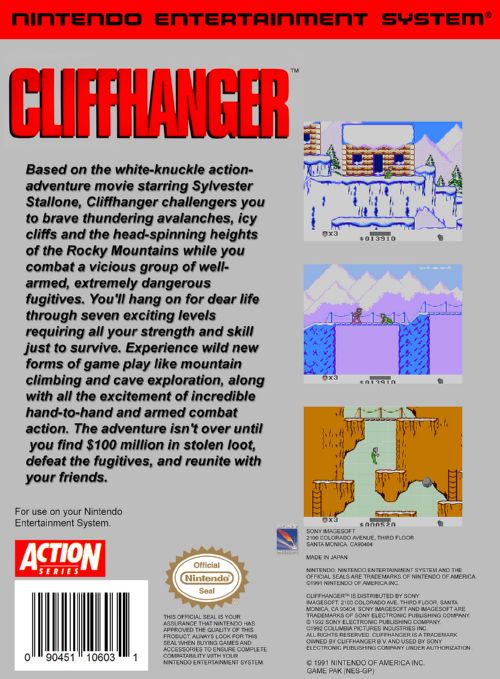 NINTENDO ENTERTAINMENT SYSTEM®
CLIFFHANGER™
Based on the white-knuckle action-
adventure movie starring Sylvester
Stallone, Cliffhanger challengers you
to brave thundering avalanches, icy
cliffs and the head-spinning heights
of the Rocky Mountains while you
combat a vicious group of well-
armed, extremely dangerous
fugitives. You'll hang on for dear life
through seven exciting levels
requiring all your strength and skill
just to survive. Experience wild new
forms of game play like mountain
climbing and cave exploration, along
with all the excitement of incredible
hand-to-hand and armed combat
action. The adventure isn't over until
you find $100 million in stolen loot,
defeat the fugitives, and reunite with
your friends.
x3
$013910
x3
$013910
x3
$000520
For use on your Nintendo
Entertainment System.
ACTION
SERIES
0 90451 10603 1
Official
Nintendo®
Seal
THIS OFFICIAL SEAL IS YOUR
ASSURANCE THAT NINTENDO HAS
APPROVED THE QUALITY OF THIS
PRODUCT. ALWAYS LOOK FOR THIS
SEAL WHEN BUYING GAMES AND
ACCESSORIES TO ENSURE COMPLETE
COMPATABILITY WITH YOUR
NINTENDO ENTERTAINMENT SYSTEM.
SONY
SONY IMAGESOFT
2100 COLORADO AVENUE, THIRD FLOOR
SANTA MONICA, CA90404
MADE IN JAPAN
NINTENDO, NINTENDO ENTERTAINMENT SYSTEM AND THE
OFFICIAL SEALS ARE TRADEMARKS OF NINTENDO OF AMERICA.
©1991 NINTENDO OF AMERICA INC.
CLIFFHANGER™ IS DISTRIBUTED BY SONY
IMAGESOFT, 2100 COLORADO AVE, THIRD FLOOR, SANTA
MONICA, CA 90404. SONY IMAGESOFT AND IMAGESOFT ARE
TRADEMARKS OF SONY ELECTRONIC PUBLISHING COMPANY.
©1992 SONY ELECTRONIC PUBLISHING COMPANY
©1992 COLUMBIA PICTURES INDUSTRIES INC.
ALL RIGHTS RESERVED. CLIFFHANGER IS A TRADEMARK
OWNED BY CLIFFHANGER B.V AND USED BY SONY
ELECTRONIC PUBLISHING COMPANY UNDER AUTHORIZATION.
© 1991 NINTENDO OF AMERICA INC.
GAME PAK (NES-GP)